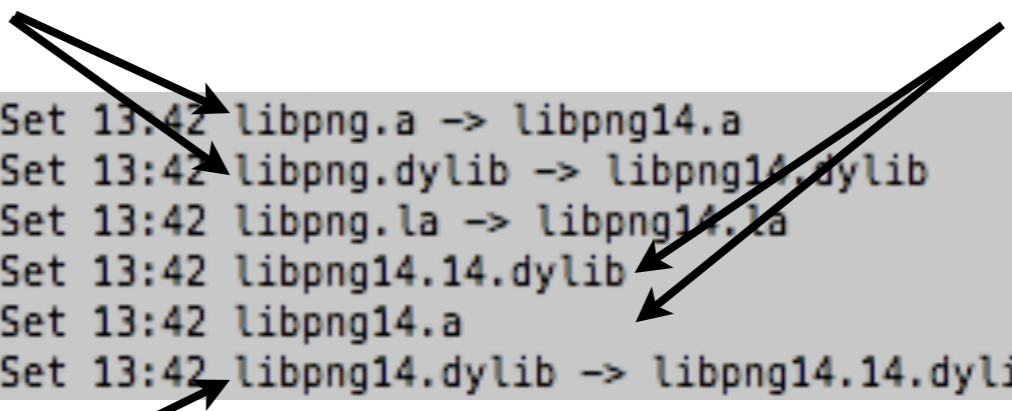 Set 13:42 libpng.a -> libpng14.a
Set 13:42 libpng.dylib -> libpng14.dylib
Set 13:42 libpng.la -> libpng14.la
Set 13:42 libpng14.14.dylib
Set 13:42 libpng14.a
Set 13:42 libpng14.dylib -> libpng14.14.dyli